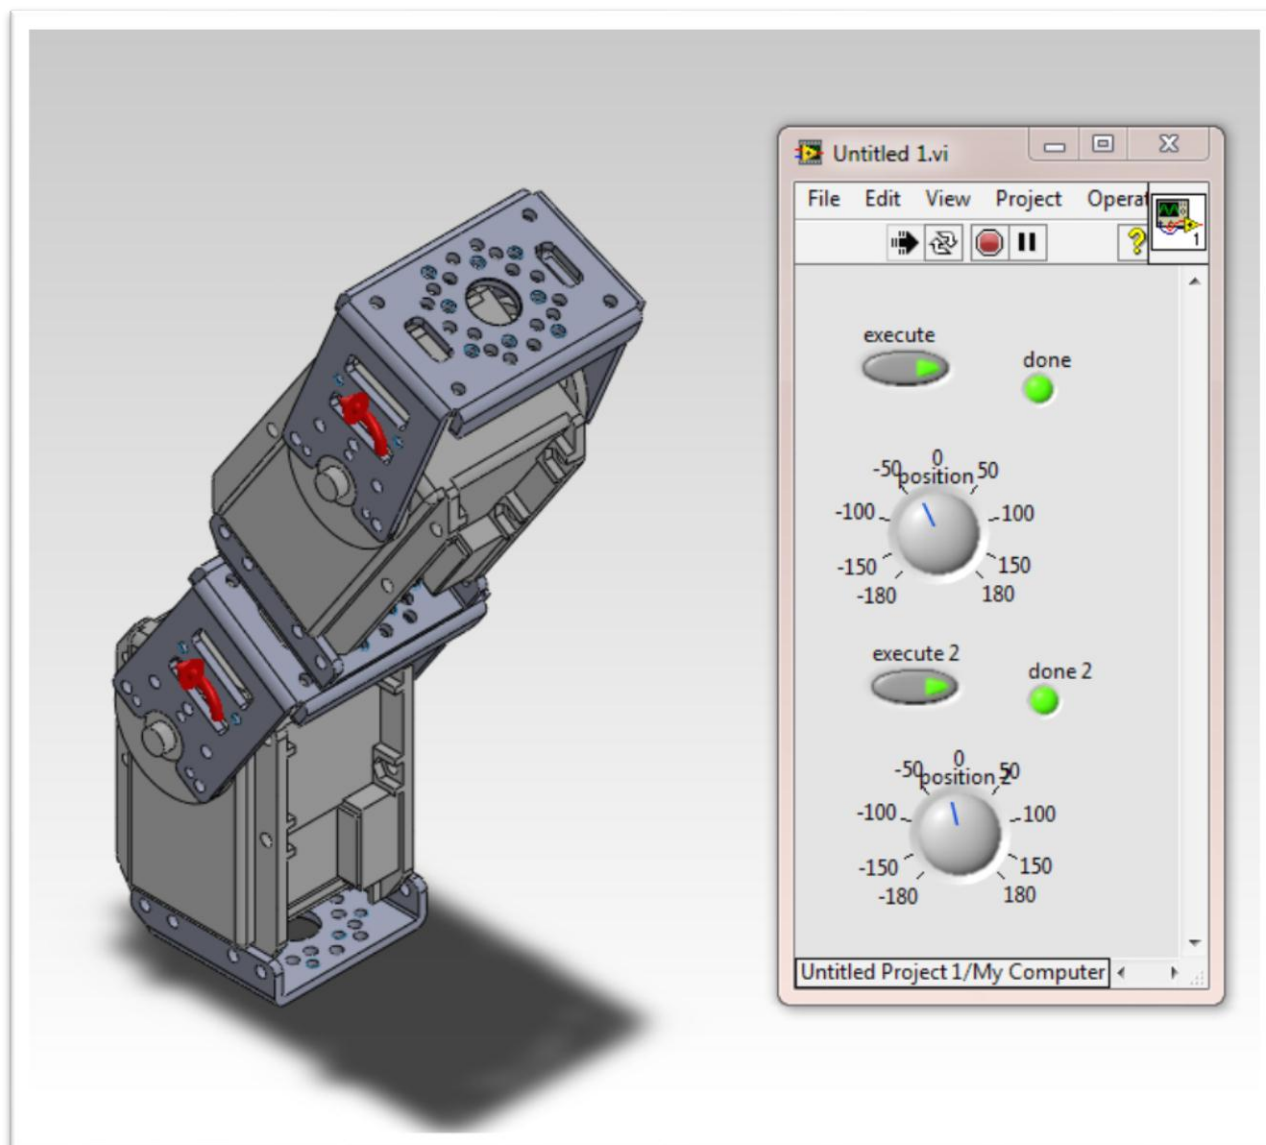 Untitled 1.vi
File Edit View Project Operat
? 1
execute
done
0
-50 position 50
-100 100
-150 150
-180 180
execute 2
done 2
0
-50 position 2 50
-100 100
-150 150
-180 180
Untitled Project 1/My Computer